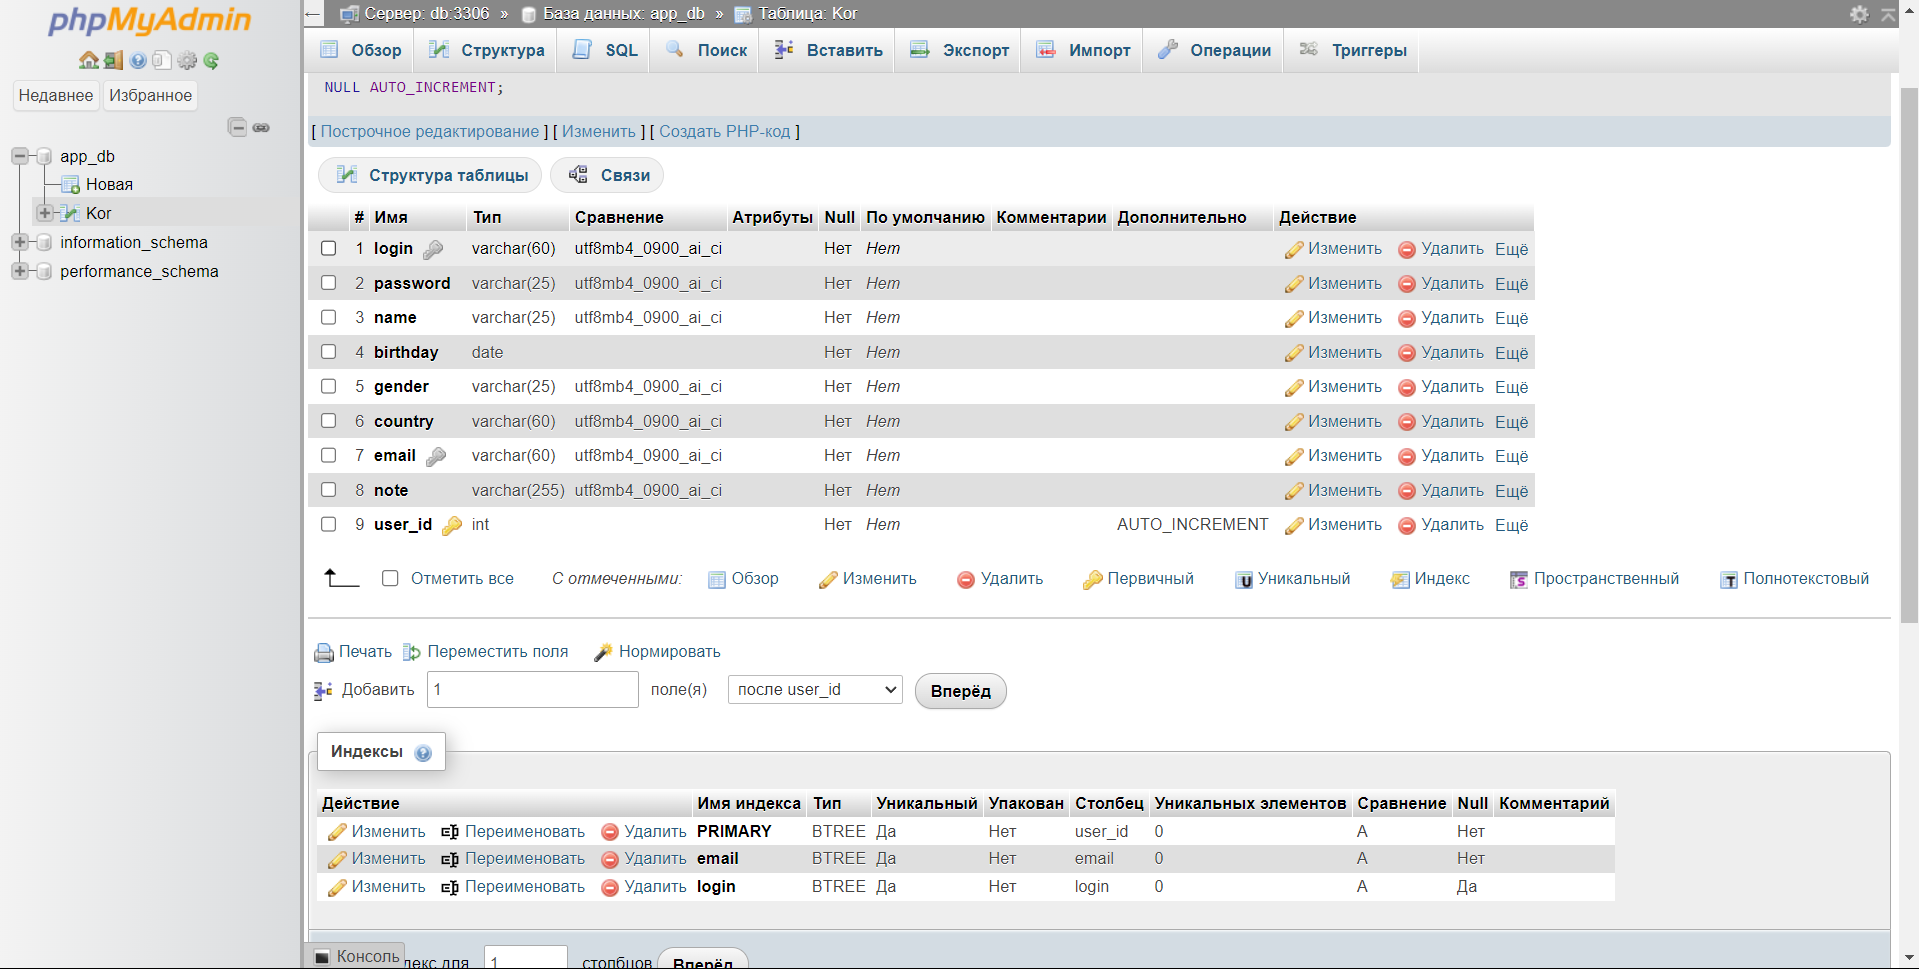 phpMyAdmin
Недавнее Избранное
app_db
Новая
Kor
information_schema
performance_schema
← Сервер: db:3306 » База данных: app_db » Таблица: Kor
Обзор Структура SQL Поиск Вставить Экспорт Импорт Операции Триггеры
NULL AUTO_INCREMENT;
[ Построчное редактирование ] [ Изменить ] [ Создать PHP-код ]
Структура таблицы Связи
# Имя Тип Сравнение Атрибуты Null По умолчанию Комментарии Дополнительно Действие
1 login varchar(60) utf8mb4_0900_ai_ci Нет Нет Изменить Удалить Ещё
2 password varchar(25) utf8mb4_0900_ai_ci Нет Нет Изменить Удалить Ещё
3 name varchar(25) utf8mb4_0900_ai_ci Нет Нет Изменить Удалить Ещё
4 birthday date Нет Нет Изменить Удалить Ещё
5 gender varchar(25) utf8mb4_0900_ai_ci Нет Нет Изменить Удалить Ещё
6 country varchar(60) utf8mb4_0900_ai_ci Нет Нет Изменить Удалить Ещё
7 email varchar(60) utf8mb4_0900_ai_ci Нет Нет Изменить Удалить Ещё
8 note varchar(255) utf8mb4_0900_ai_ci Нет Нет Изменить Удалить Ещё
9 user_id int Нет Нет AUTO_INCREMENT Изменить Удалить Ещё
Отметить все С отмеченными: Обзор Изменить Удалить Первичный Уникальный Индекс Пространственный Полнотекстовый
Печать Переместить поля Нормировать
Добавить 1 поле(я) после user_id Вперёд
Индексы
Действие Имя индекса Тип Уникальный Упакован Столбец Уникальных элементов Сравнение Null Комментарий
Изменить Переименовать Удалить PRIMARY BTREE Да Нет user_id 0 A Нет
Изменить Переименовать Удалить email BTREE Да Нет email 0 A Нет
Изменить Переименовать Удалить login BTREE Да Нет login 0 A Да
Консоль
декс для 1 столбцов Вперёд